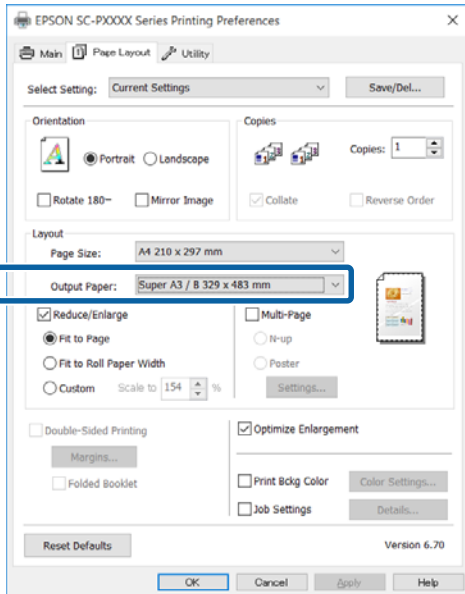 EPSON SC-PXXXX Series Printing Preferences
Main Page Layout Utility
Select Setting: Current Settings Save/Del...
Orientation
Copies
A Portrait Landscape
Copies: 1
Rotate 180~ Mirror Image
Collate Reverse Order
Layout
Page Size: A4 210 x 297 mm
Output Paper: Super A3 / B 329 x 483 mm
Reduce/Enlarge
Multi-Page
Fit to Page
N-up
Fit to Roll Paper Width
Poster
Custom Scale to 154 %
Settings...
Double-Sided Printing
Optimize Enlargement
Margins...
Folded Booklet
Print Bckg Color Color Settings...
Job Settings Details...
Reset Defaults Version 6.70
OK Cancel Apply Help